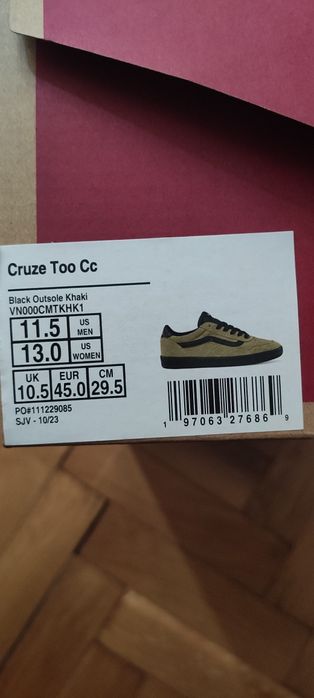 Cruze Too Cc
Black Outsole Khaki
VN000CMTKHK1
11.5 US MEN
13.0 US WOMEN
UK EUR CM
10.5 45.0 29.5
PO#111229085
SJV - 10/23
1 97063 27686 9